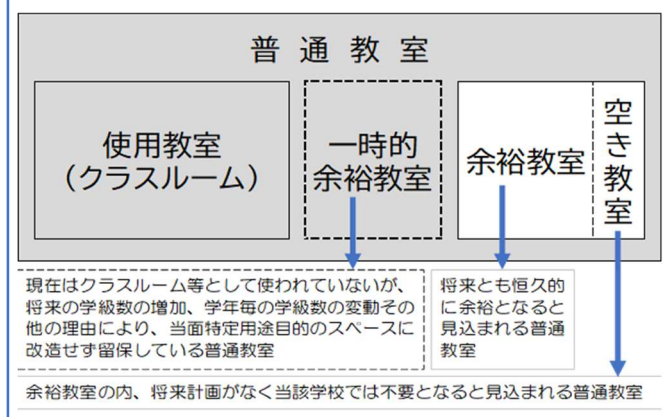 普通教室
使用教室
（クラスルーム）
一時的
余裕教室
余裕教室
空き教室
現在はクラスルーム等として使われていないが、
将来の学級数の増加、学年毎の学級数の変動その
他の理由により、当面特定用途目的のスペースに
改造せず留保している普通教室
将来とも恒久的
に余裕となると
見込まれる普通
教室
余裕教室の内、将来計画がなく当該学校では不要となると見込まれる普通教室